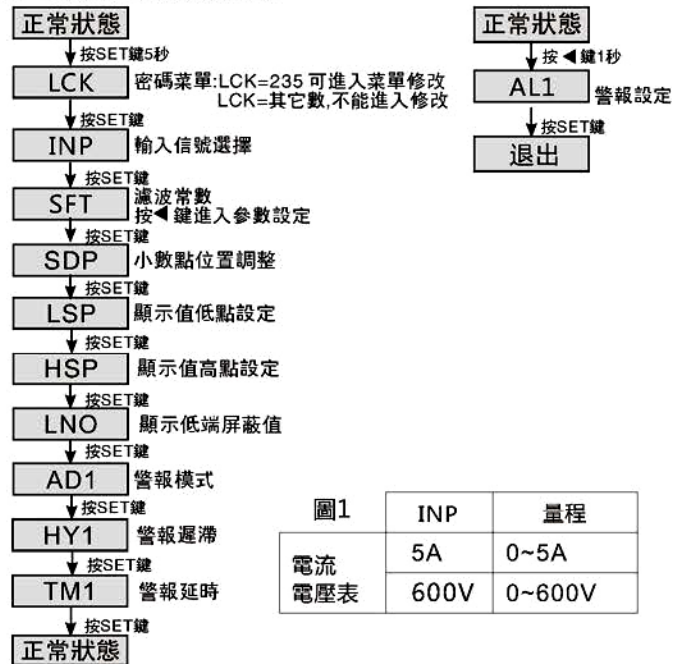 正常狀態
按SET鍵5秒
LCK 密碼菜單:LCK=235 可進入菜單修改
LCK=其它數,不能進入修改
按SET鍵
INP 輸入信號選擇
按SET鍵
SFT 濾波常數
按◀鍵進入參數設定
按SET鍵
SDP 小數點位置調整
按SET鍵
LSP 顯示值低點設定
按SET鍵
HSP 顯示值高點設定
按SET鍵
LNO 顯示低端屏蔽值
按SET鍵
AD1 警報模式
按SET鍵
HY1 警報遲滯
按SET鍵
TM1 警報延時
按SET鍵
正常狀態
正常狀態
按◀鍵1秒
AL1 警報設定
按SET鍵
退出
圖1 INP 量程
電流
電壓表
5A 0~5A
600V 0~600V